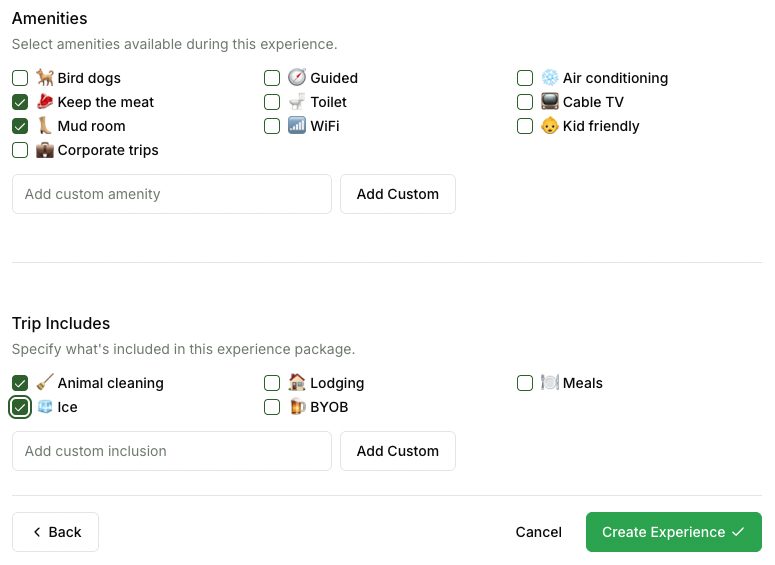 Amenities
Select amenities available during this experience.
Bird dogs
Guided
Air conditioning
Keep the meat
Toilet
Cable TV
Mud room
WiFi
Kid friendly
Corporate trips
Add custom amenity
Add Custom
Trip Includes
Specify what's included in this experience package.
Animal cleaning
Lodging
Meals
Ice
BYOB
Add custom inclusion
Add Custom
Back
Cancel
Create Experience